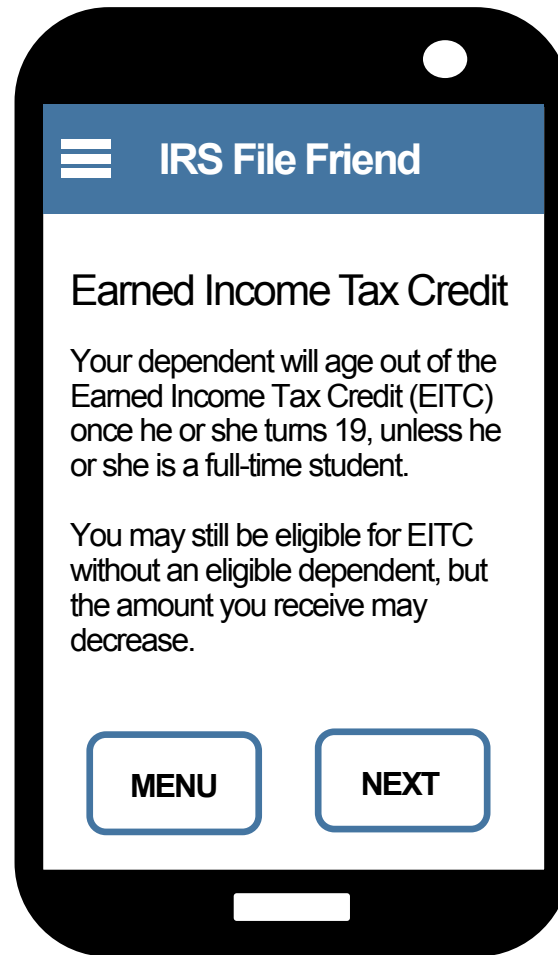 IRS File Friend
Earned Income Tax Credit
Your dependent will age out of the
Earned Income Tax Credit (EITC)
once he or she turns 19, unless he
or she is a full-time student.
You may still be eligible for EITC
without an eligible dependent, but
the amount you receive may
decrease.
MENU
NEXT